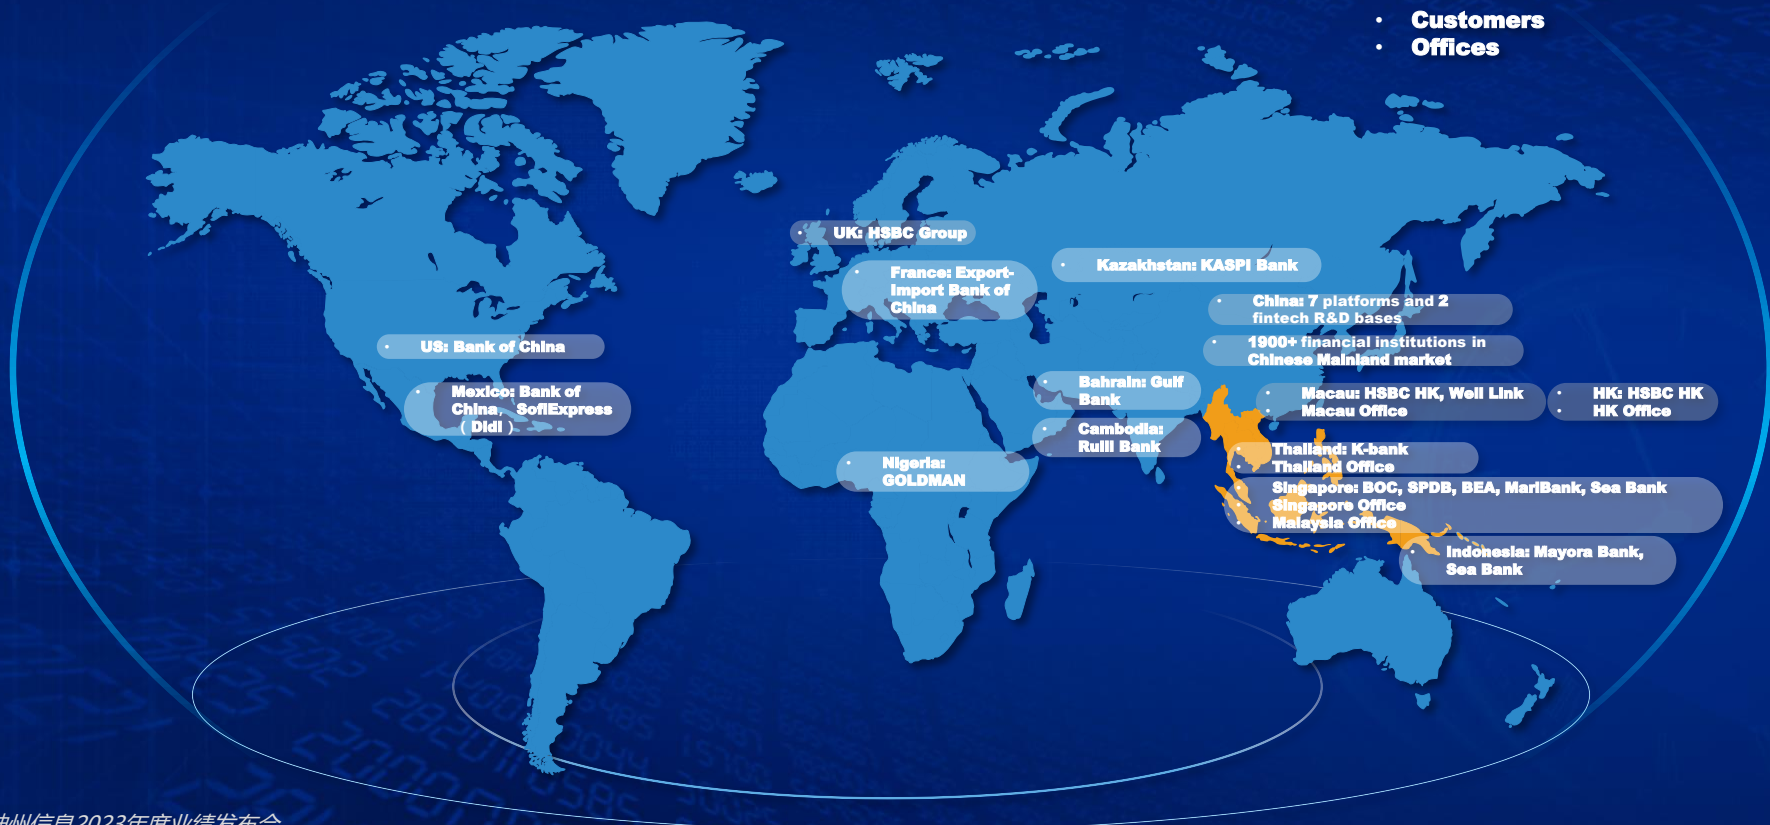 • Customers
• Offices
• UK: HSBC Group
• France: Export-
Import Bank of
China
• Kazakhstan: KASPI Bank
• China: 7 platforms and 2
fintech R&D bases
• 1900+ financial institutions in
Chinese Mainland market
• US: Bank of China
• Mexico: Bank of
China, SofiExpress
( Didi )
• Bahrain: Gulf
Bank
• Macau: HSBC HK, Well Link
• Macau Office
• HK: HSBC HK
• HK Office
• Cambodia:
Ruili Bank
• Thailand: K-bank
• Thailand Office
• Nigeria:
GOLDMAN
• Singapore: BOC, SPDB, BEA, MariBank, Sea Bank
• Singapore Office
• Malaysia Office
• Indonesia: Mayora Bank,
Sea Bank
州信息2023年度业绩发布会